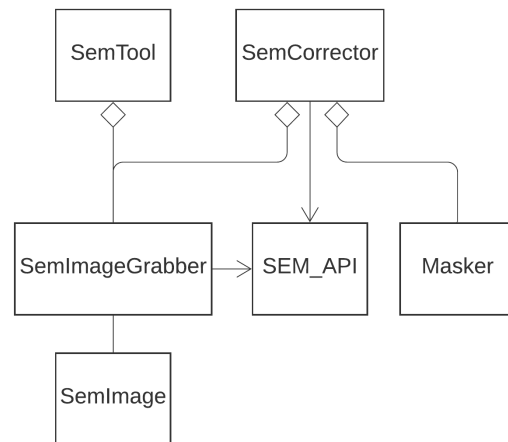 SemTool
SemCorrector
SemImageGrabber
SEM_API
Masker
SemImage